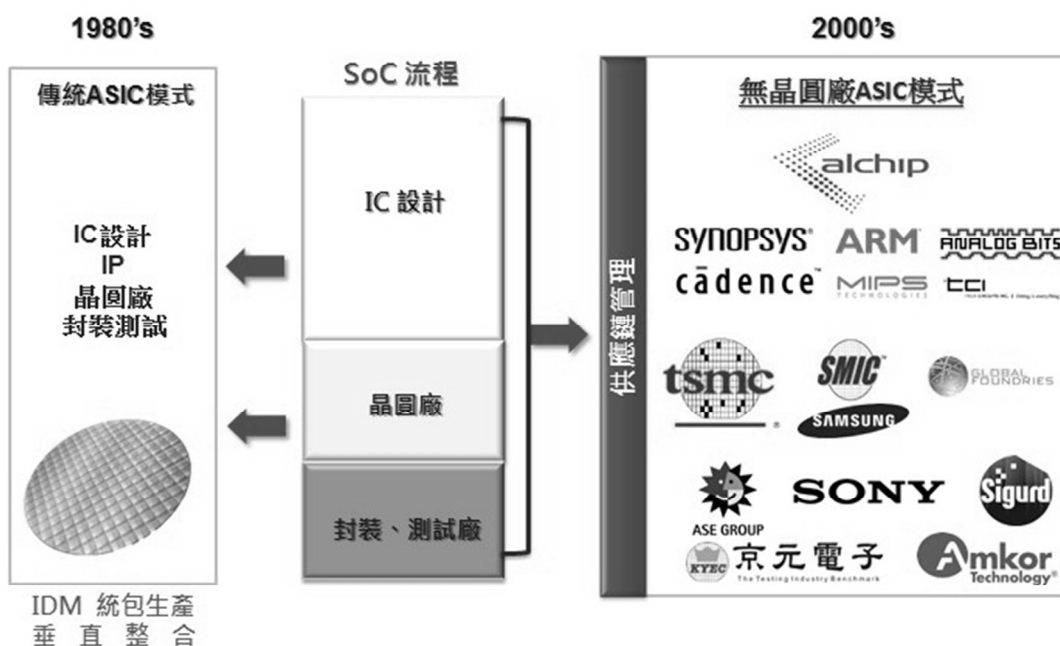 1980's
傳統ASIC模式
IC設計
IP
晶圓廠
封裝測試
IDM 統包生產
垂直整合
SoC 流程
IC 設計
晶圓廠
封裝、測試廠
2000's
供應鏈管理
無晶圓廠ASIC模式
alchip
SYNOPSYS®
ARM®
ANALOG BITS
cādence™
MIPS
TECHNOLOGIES
tci
tsmc
®
SMIC™
SAMSUNG
GLOBAL
FOUNDRIES
ASE GROUP
SONY
Sigurd
KYEC
京元電子
The Testing Industry Benchmark
Amkor
Technology®